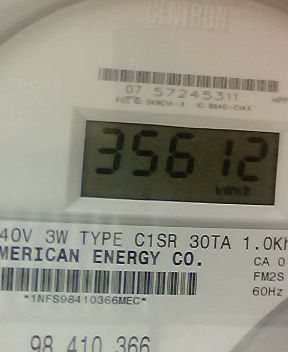 CENTRON®
07 57245311
35612
kWh
40V 3W TYPE C1SR 30TA 1.0Kh
MERICAN ENERGY CO.
CA 0
FM2S
60Hz
*1NFS98410366MEC*
98 410 366